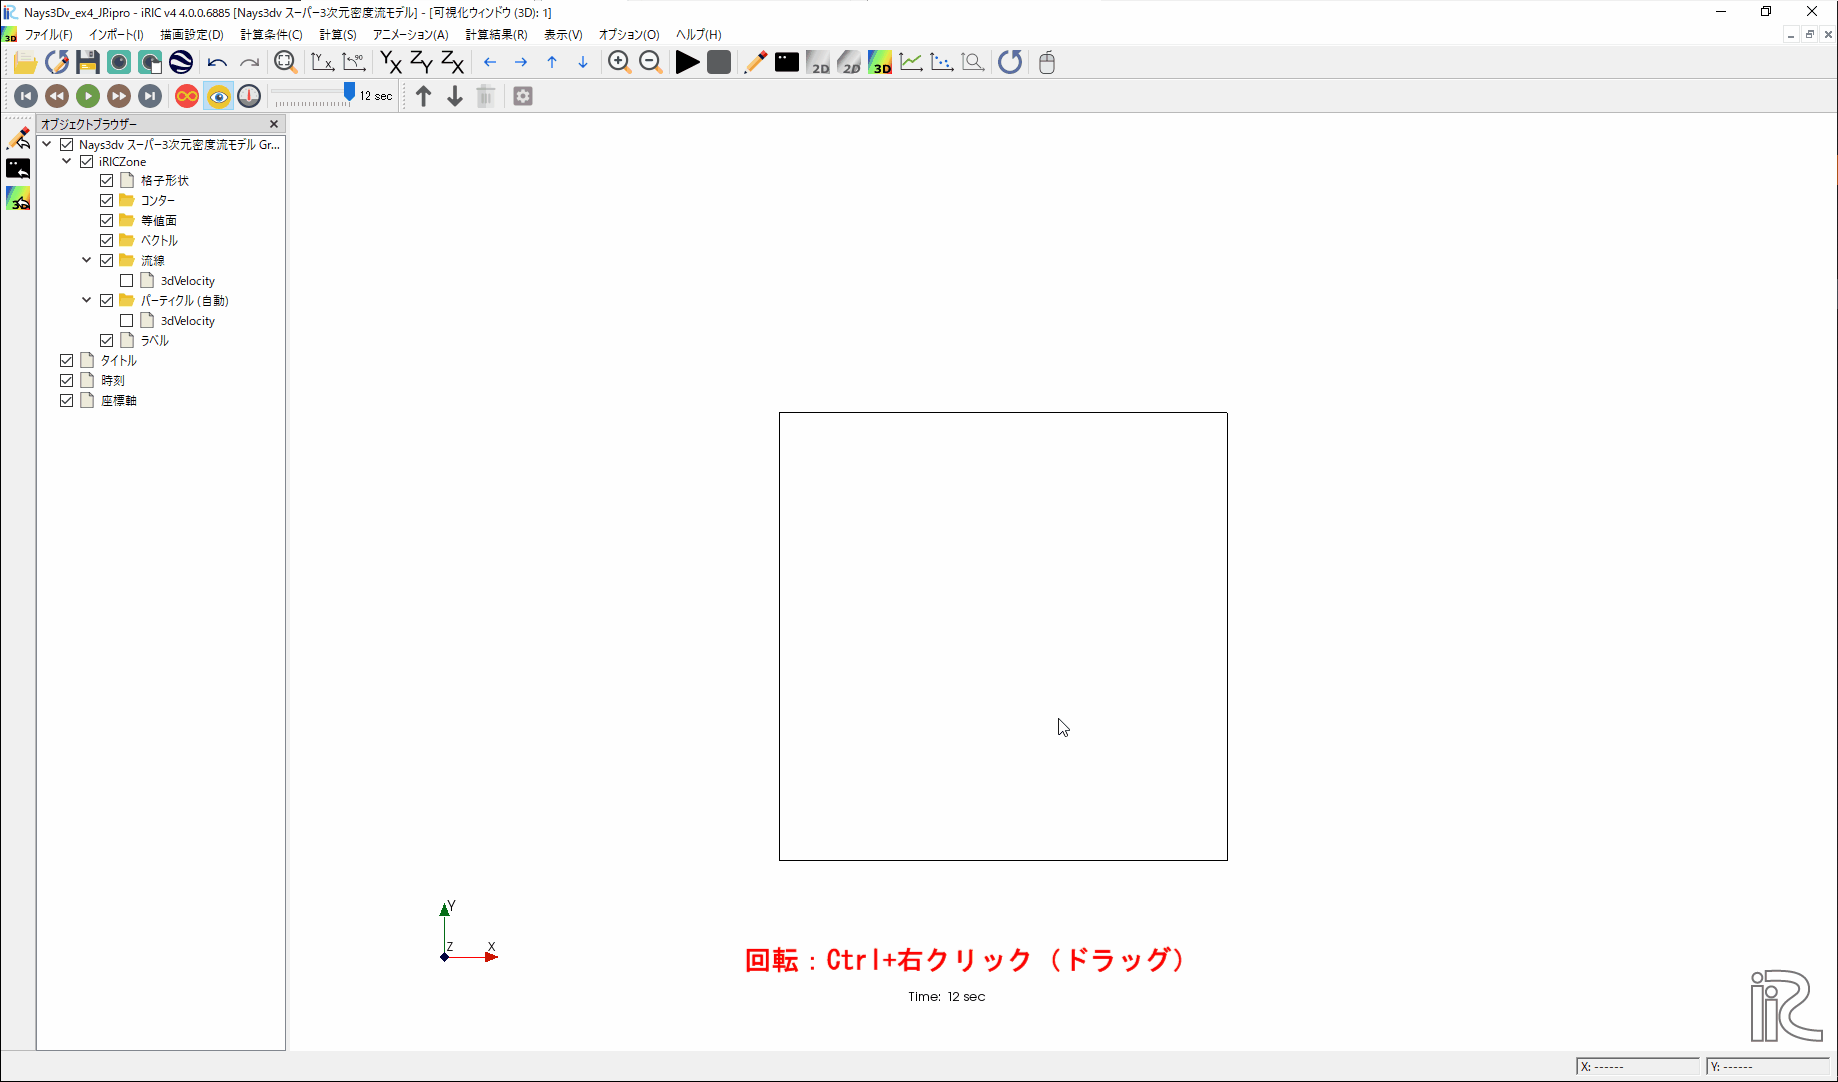 Nays3Dv_ex4_JP.ipro - iRIC v4 4.0.0.6885 [Nays3dv スーパー3次元密度流モデル] - [可視化ウィンドウ (3D): 1]
ファイル(F) インポート(I) 描画設定(D) 計算条件(C) 計算(S) アニメーション(A) 計算結果(R) 表示(V) オプション(O) ヘルプ(H)
YX ZY ZX 2D 2D 3D
12 sec
オブジェクトブラウザー
Nays3dv スーパー3次元密度流モデル Gr...
iRICZone
格子形状
コンター
等値面
ベクトル
流線
3dVelocity
パーティクル (自動)
3dVelocity
ラベル
タイトル
時刻
座標軸
Y
Z X
回転：Ctrl+右クリック（ドラッグ）
Time: 12 sec
iRIC
X: ------ Y: ------